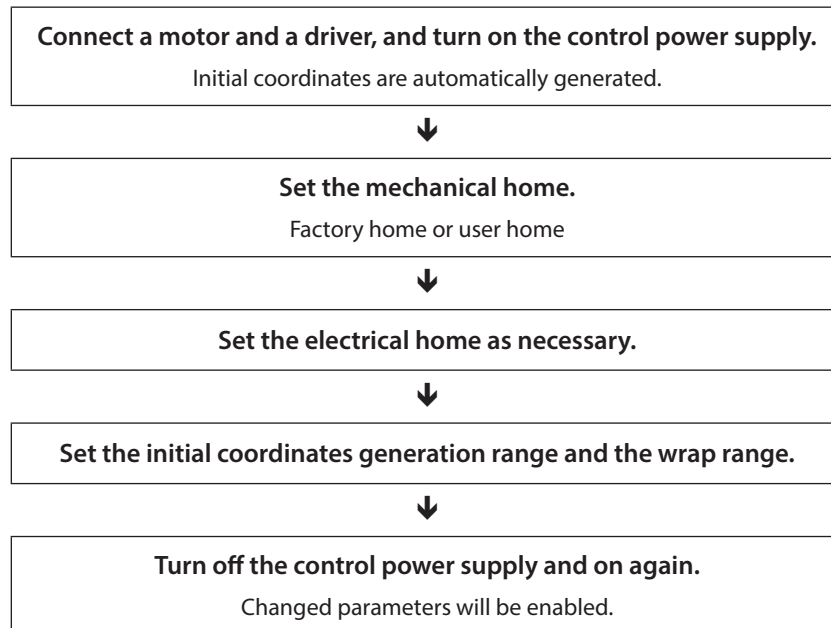 Connect a motor and a driver, and turn on the control power supply.
Initial coordinates are automatically generated.
Set the mechanical home.
Factory home or user home
Set the electrical home as necessary.
Set the initial coordinates generation range and the wrap range.
Turn off the control power supply and on again.
Changed parameters will be enabled.